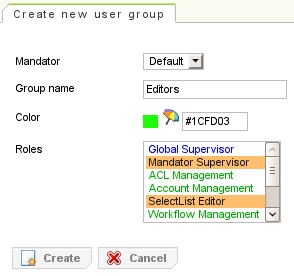 Create new user group
Mandator Default
Group name Editors
Color #1CFD03
Roles Global Supervisor
Mandator Supervisor
ACL Management
Account Management
SelectList Editor
Workflow Management
Create Cancel